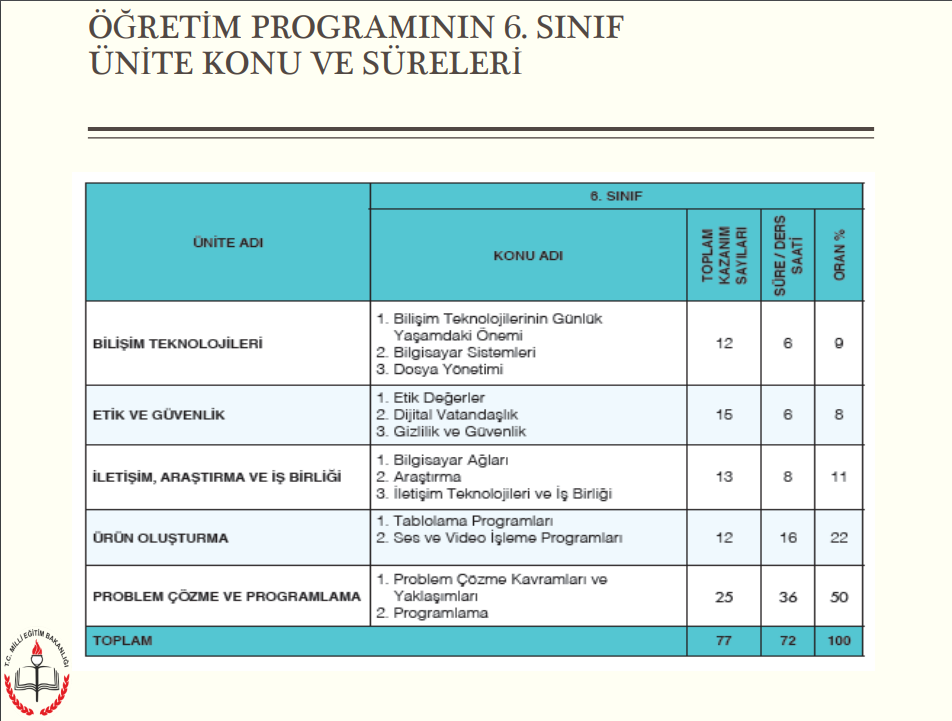 ÖĞRETİM PROGRAMININ 6. SINIF
ÜNİTE KONU VE SÜRELERİ
ÜNİTE ADI
6. SINIF
KONU ADI
TOPLAM
KAZANIM
SAYILARI
SÜRE / DERS
SAATİ
ORAN %
BİLİŞİM TEKNOLOJİLERİ
1. Bilişim Teknolojilerinin Günlük
Yaşamdaki Önemi
2. Bilgisayar Sistemleri
3. Dosya Yönetimi
12 6 9
ETİK VE GÜVENLİK
1. Etik Değerler
2. Dijital Vatandaşlık
3. Gizlilik ve Güvenlik
15 6 8
İLETİŞİM, ARAŞTIRMA VE İŞ BİRLİĞİ
1. Bilgisayar Ağları
2. Araştırma
3. İletişim Teknolojileri ve İş Birliği
13 8 11
ÜRÜN OLUŞTURMA
1. Tablolama Programları
2. Ses ve Video İşleme Programları
12 16 22
PROBLEM ÇÖZME VE PROGRAMLAMA
1. Problem Çözme Kavramları ve
Yaklaşımları
2. Programlama
25 36 50
TOPLAM 77 72 100
T.C. MİLLİ EĞİTİM BAKANLIĞI